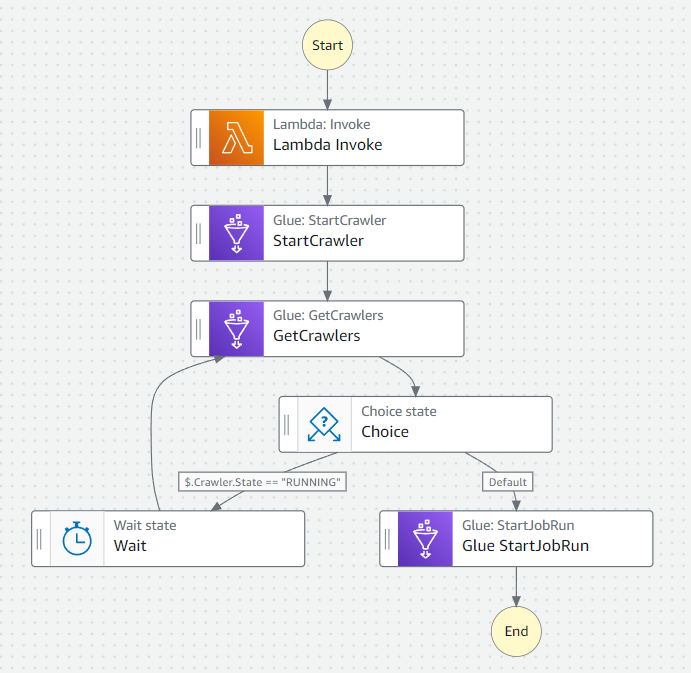 Start
Lambda: Invoke
Lambda Invoke
Glue: StartCrawler
StartCrawler
Glue: GetCrawlers
GetCrawlers
Choice state
Choice
$.Crawler.State == "RUNNING"
Default
Wait state
Wait
Glue: StartJobRun
Glue StartJobRun
End